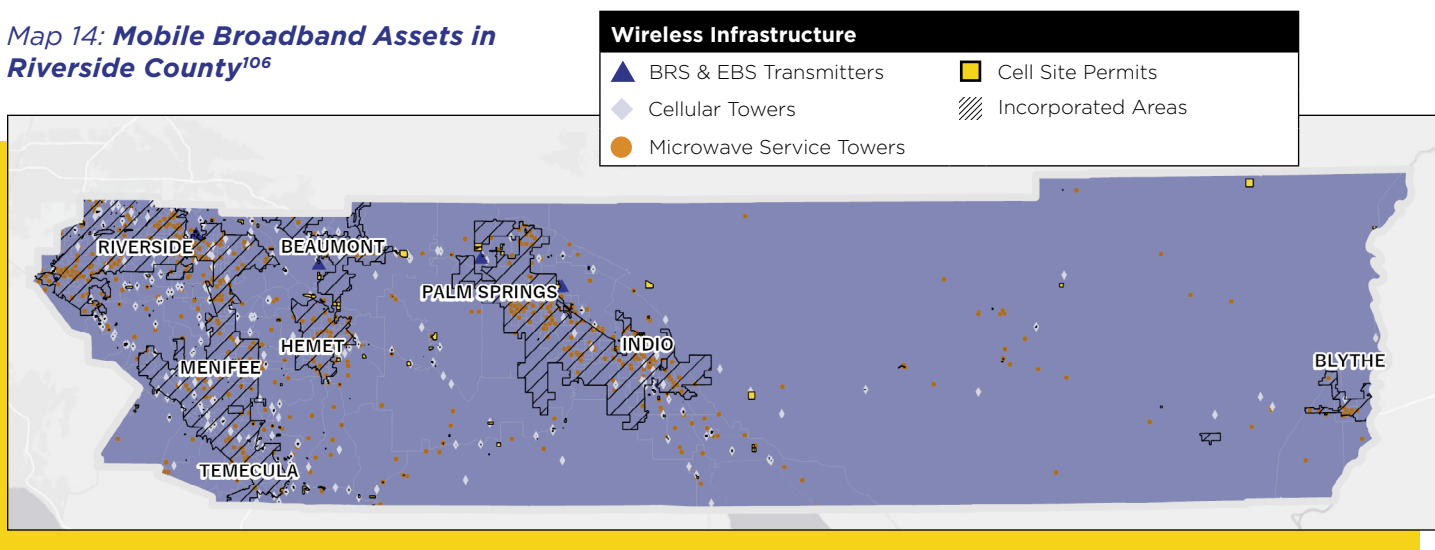 Map 14: Mobile Broadband Assets in
Riverside County106
Wireless Infrastructure
BRS & EBS Transmitters
Cellular Towers
Microwave Service Towers
Cell Site Permits
Incorporated Areas
RIVERSIDE
BEAUMONT
PALM SPRINGS
HEMET
INDIO
MENIFEE
BLYTHE
TEMECULA